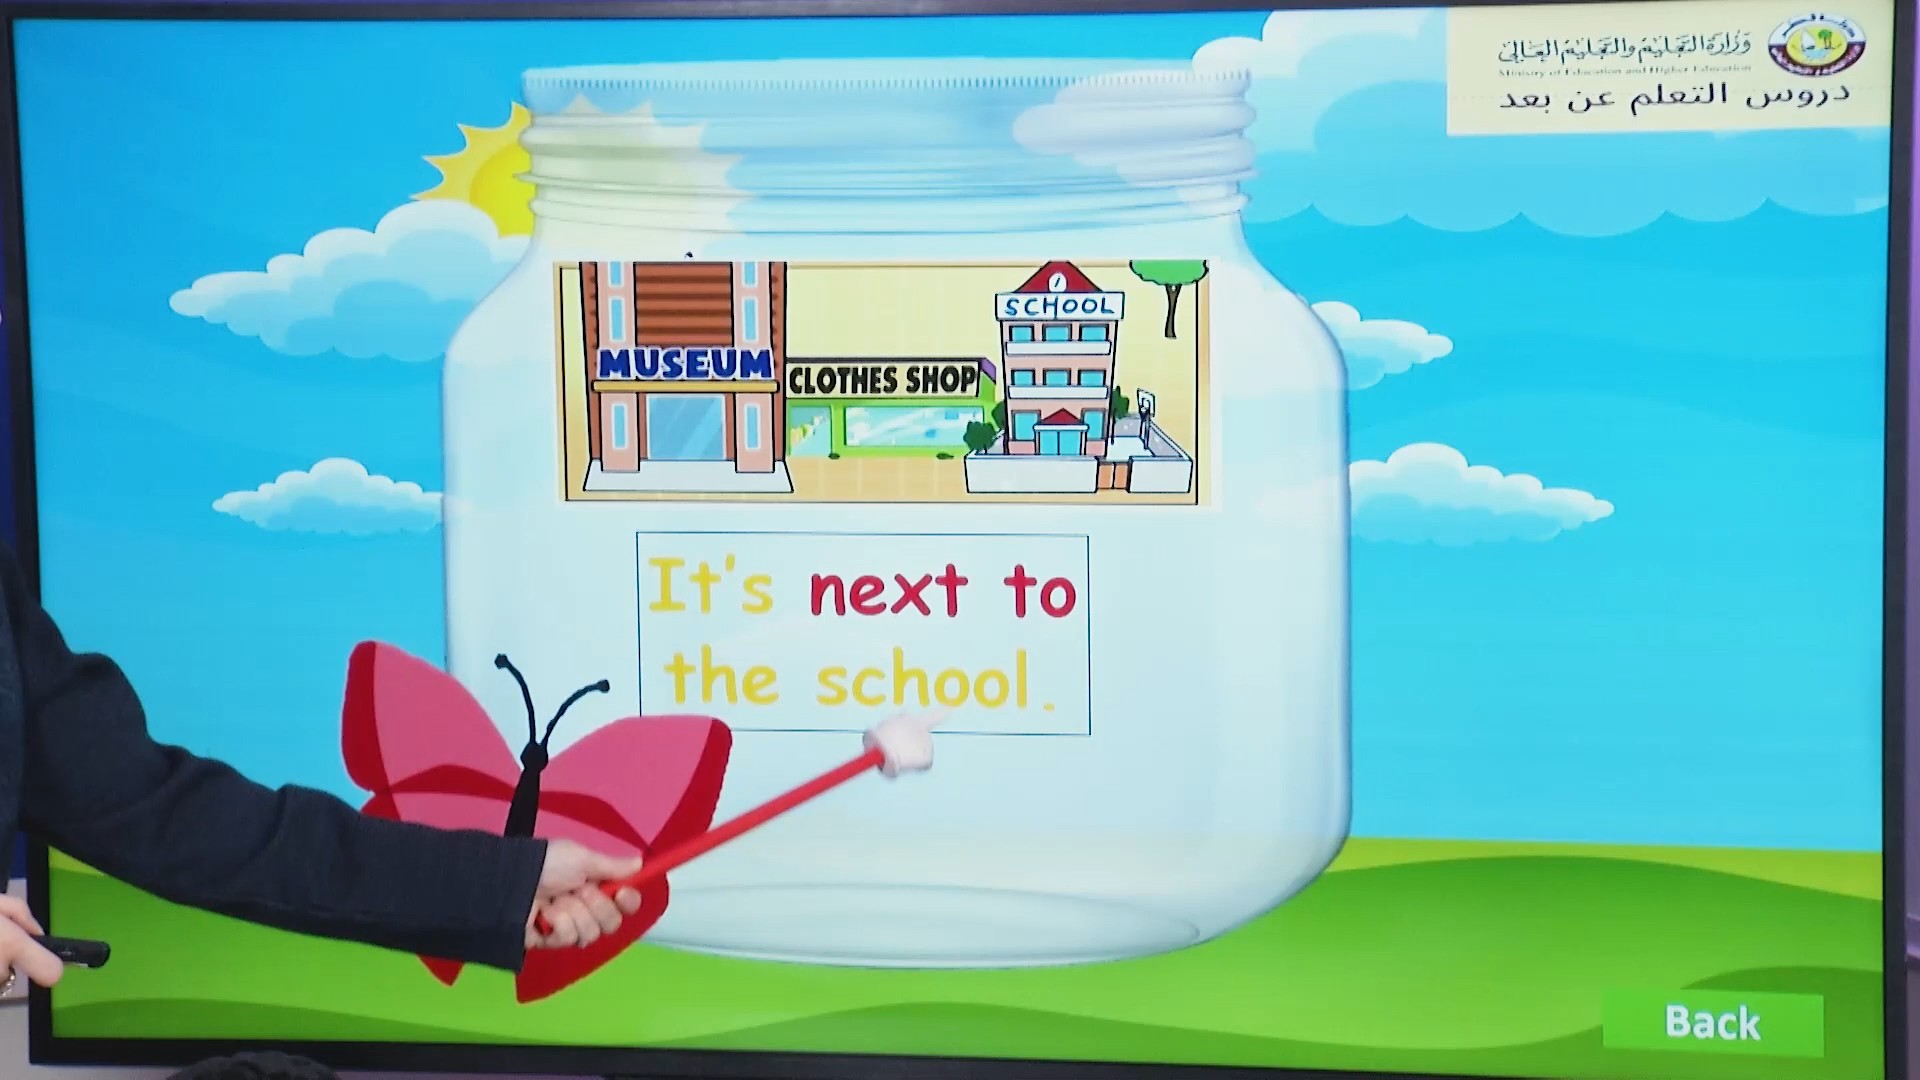 وزارة التعليم والتعليم العالي
Ministry of Education and Higher Education
دروس التعلم عن بعد
SCHOOL
MUSEUM
CLOTHES SHOP
It's next to
the school.
Back